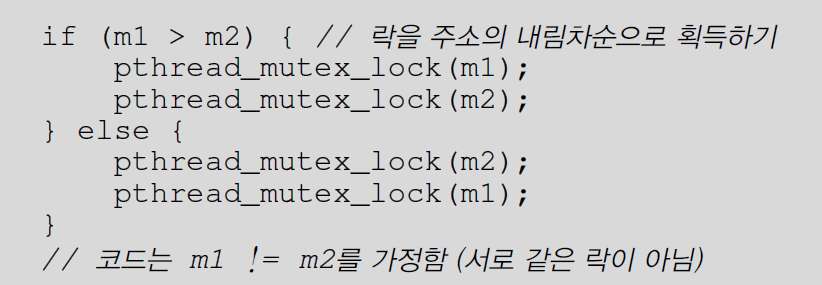 if (m1 > m2) { // 락을 주소의 내림차순으로 획득하기
    pthread_mutex_lock(m1);
    pthread_mutex_lock(m2);
} else {
    pthread_mutex_lock(m2);
    pthread_mutex_lock(m1);
}
// 코드는 m1 != m2를 가정함 (서로 같은 락이 아님)